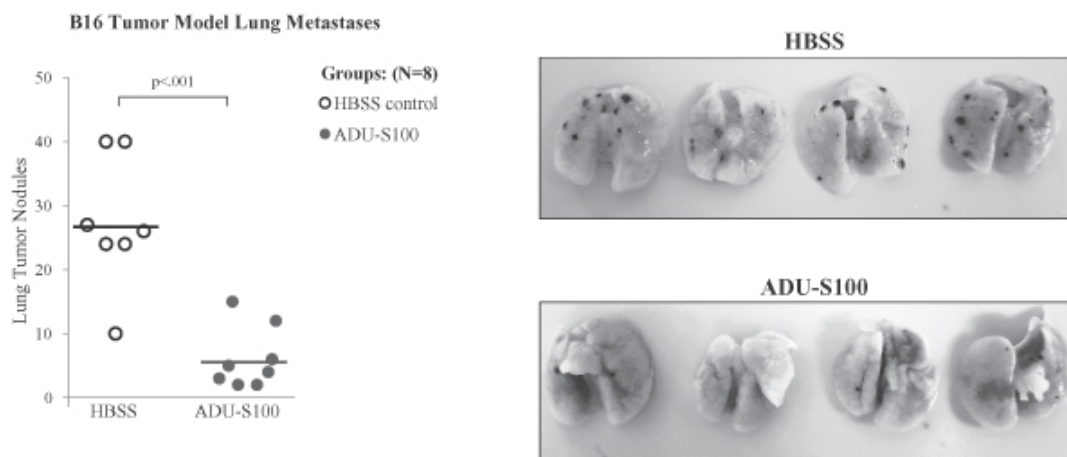 B16 Tumor Model Lung Metastases
p<.001
Groups: (N=8)
HBSS control
ADU-S100
Lung Tumor Nodules
50
40
30
20
10
0
HBSS
ADU-S100
HBSS
ADU-S100